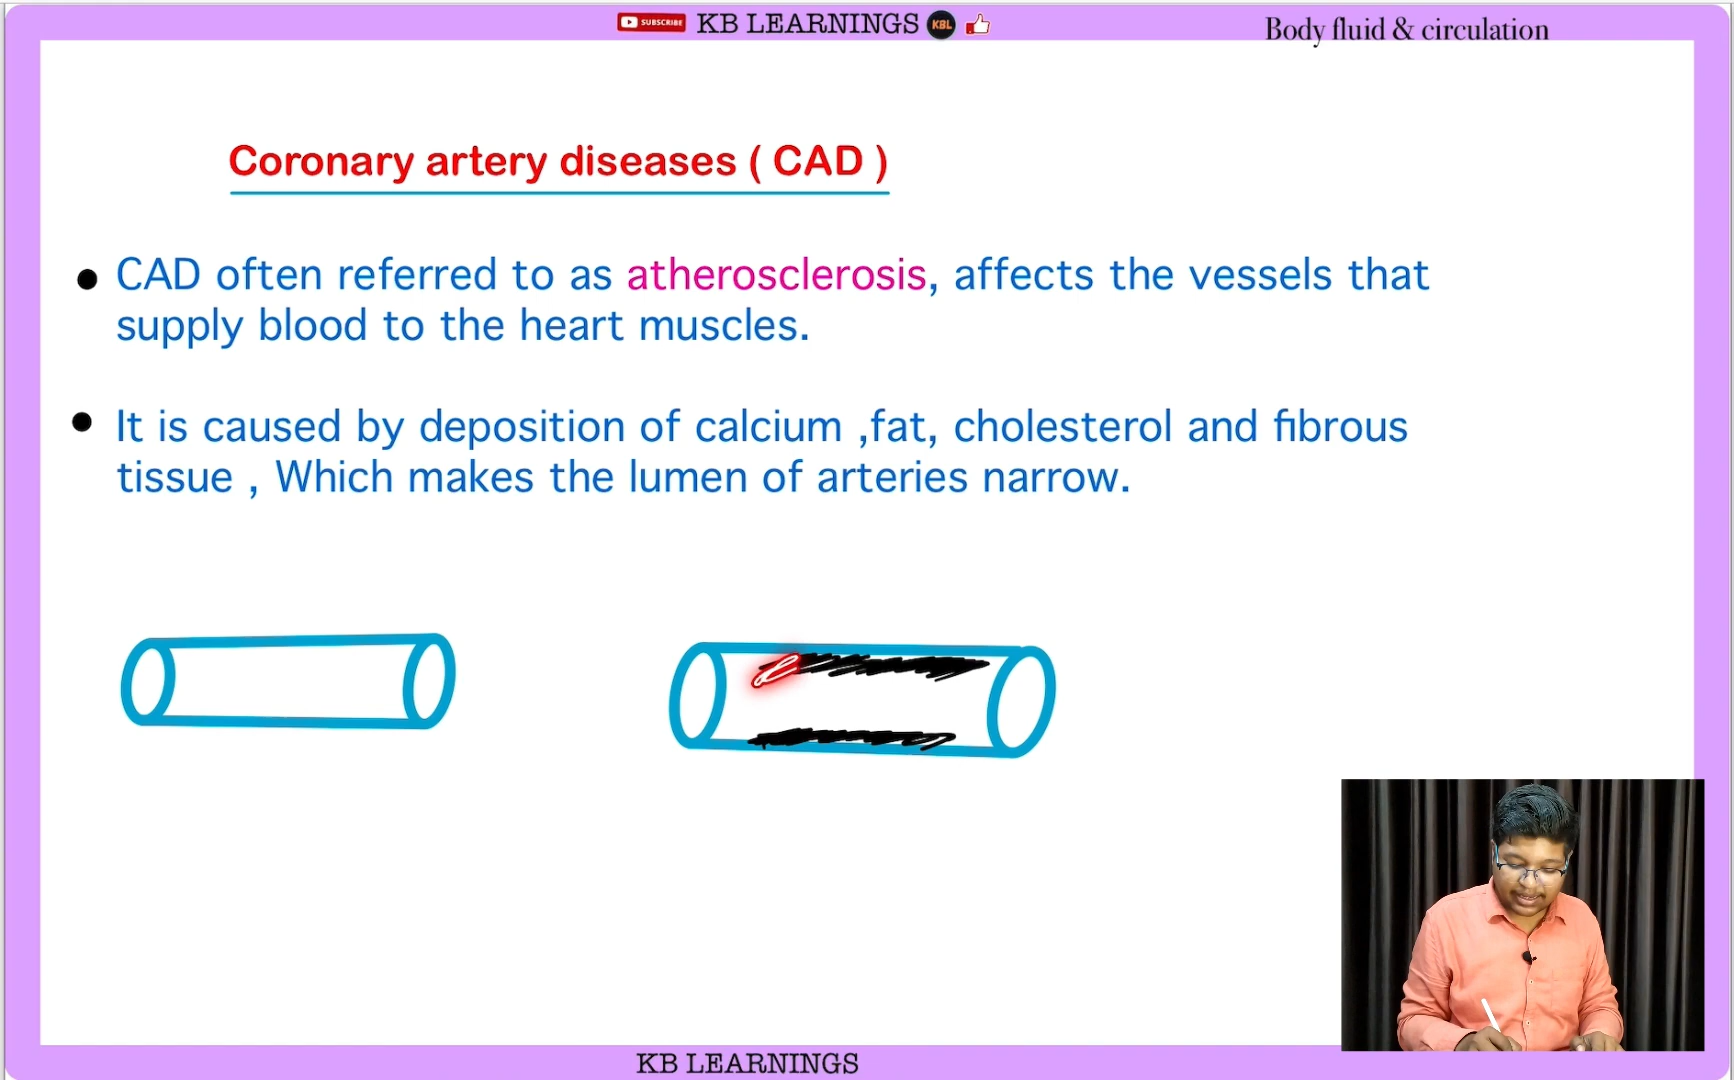 SUBSCRIBE KB LEARNINGS KBL
Body fluid & circulation
Coronary artery diseases ( CAD )
CAD often referred to as atherosclerosis, affects the vessels that
supply blood to the heart muscles.
It is caused by deposition of calcium ,fat, cholesterol and fibrous
tissue , Which makes the lumen of arteries narrow.
KB LEARNINGS